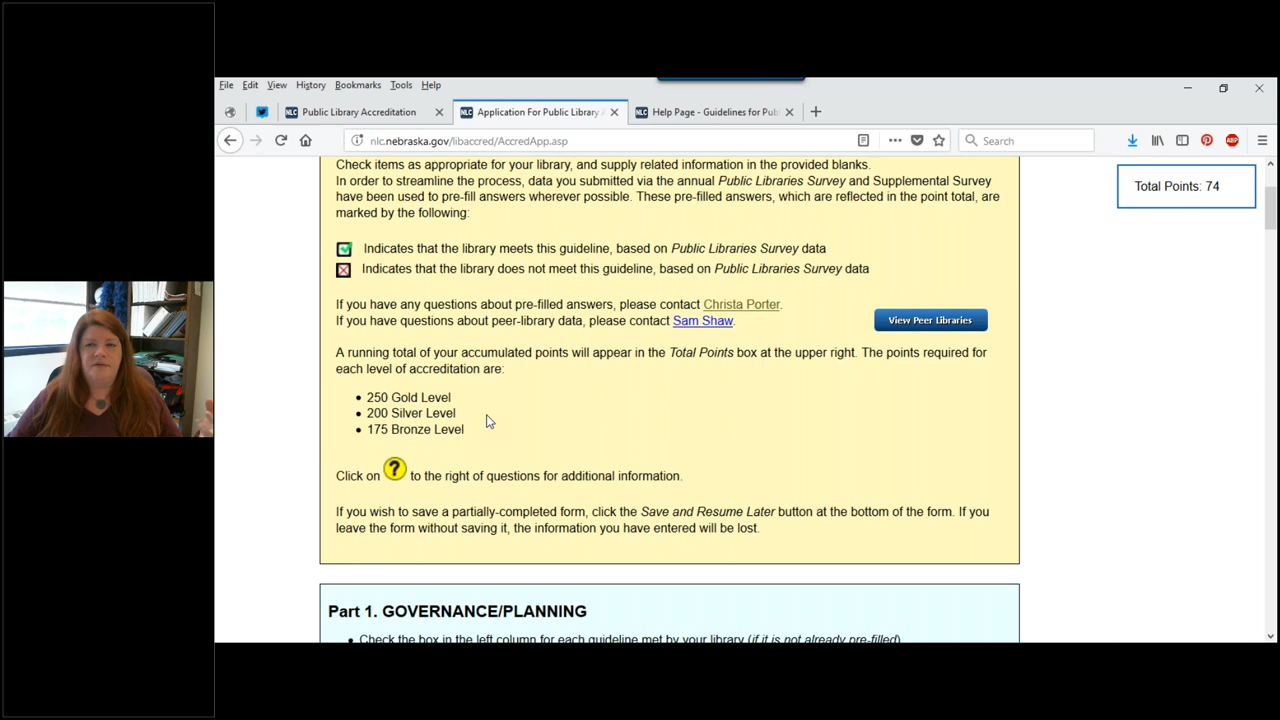 File Edit View History Bookmarks Tools Help
NLC Public Library Accreditation
NLC Application For Public Library A
NLC Help Page - Guidelines for Pub
nlc.nebraska.gov/libaccred/AccredApp.asp
Search
ABP
Check items as appropriate for your library, and supply related information in the provided blanks.
In order to streamline the process, data you submitted via the annual Public Libraries Survey and Supplemental Survey
have been used to pre-fill answers wherever possible. These pre-filled answers, which are reflected in the point total, are
marked by the following:
Total Points: 74
Indicates that the library meets this guideline, based on Public Libraries Survey data
Indicates that the library does not meet this guideline, based on Public Libraries Survey data
If you have any questions about pre-filled answers, please contact Christa Porter.
If you have questions about peer-library data, please contact Sam Shaw.
View Peer Libraries
A running total of your accumulated points will appear in the Total Points box at the upper right. The points required for
each level of accreditation are:
• 250 Gold Level
• 200 Silver Level
• 175 Bronze Level
Click on ? to the right of questions for additional information.
If you wish to save a partially-completed form, click the Save and Resume Later button at the bottom of the form. If you
leave the form without saving it, the information you have entered will be lost.
Part 1. GOVERNANCE/PLANNING
• Check the box in the left column for each guideline met by your library (if it is not already pre-filled)